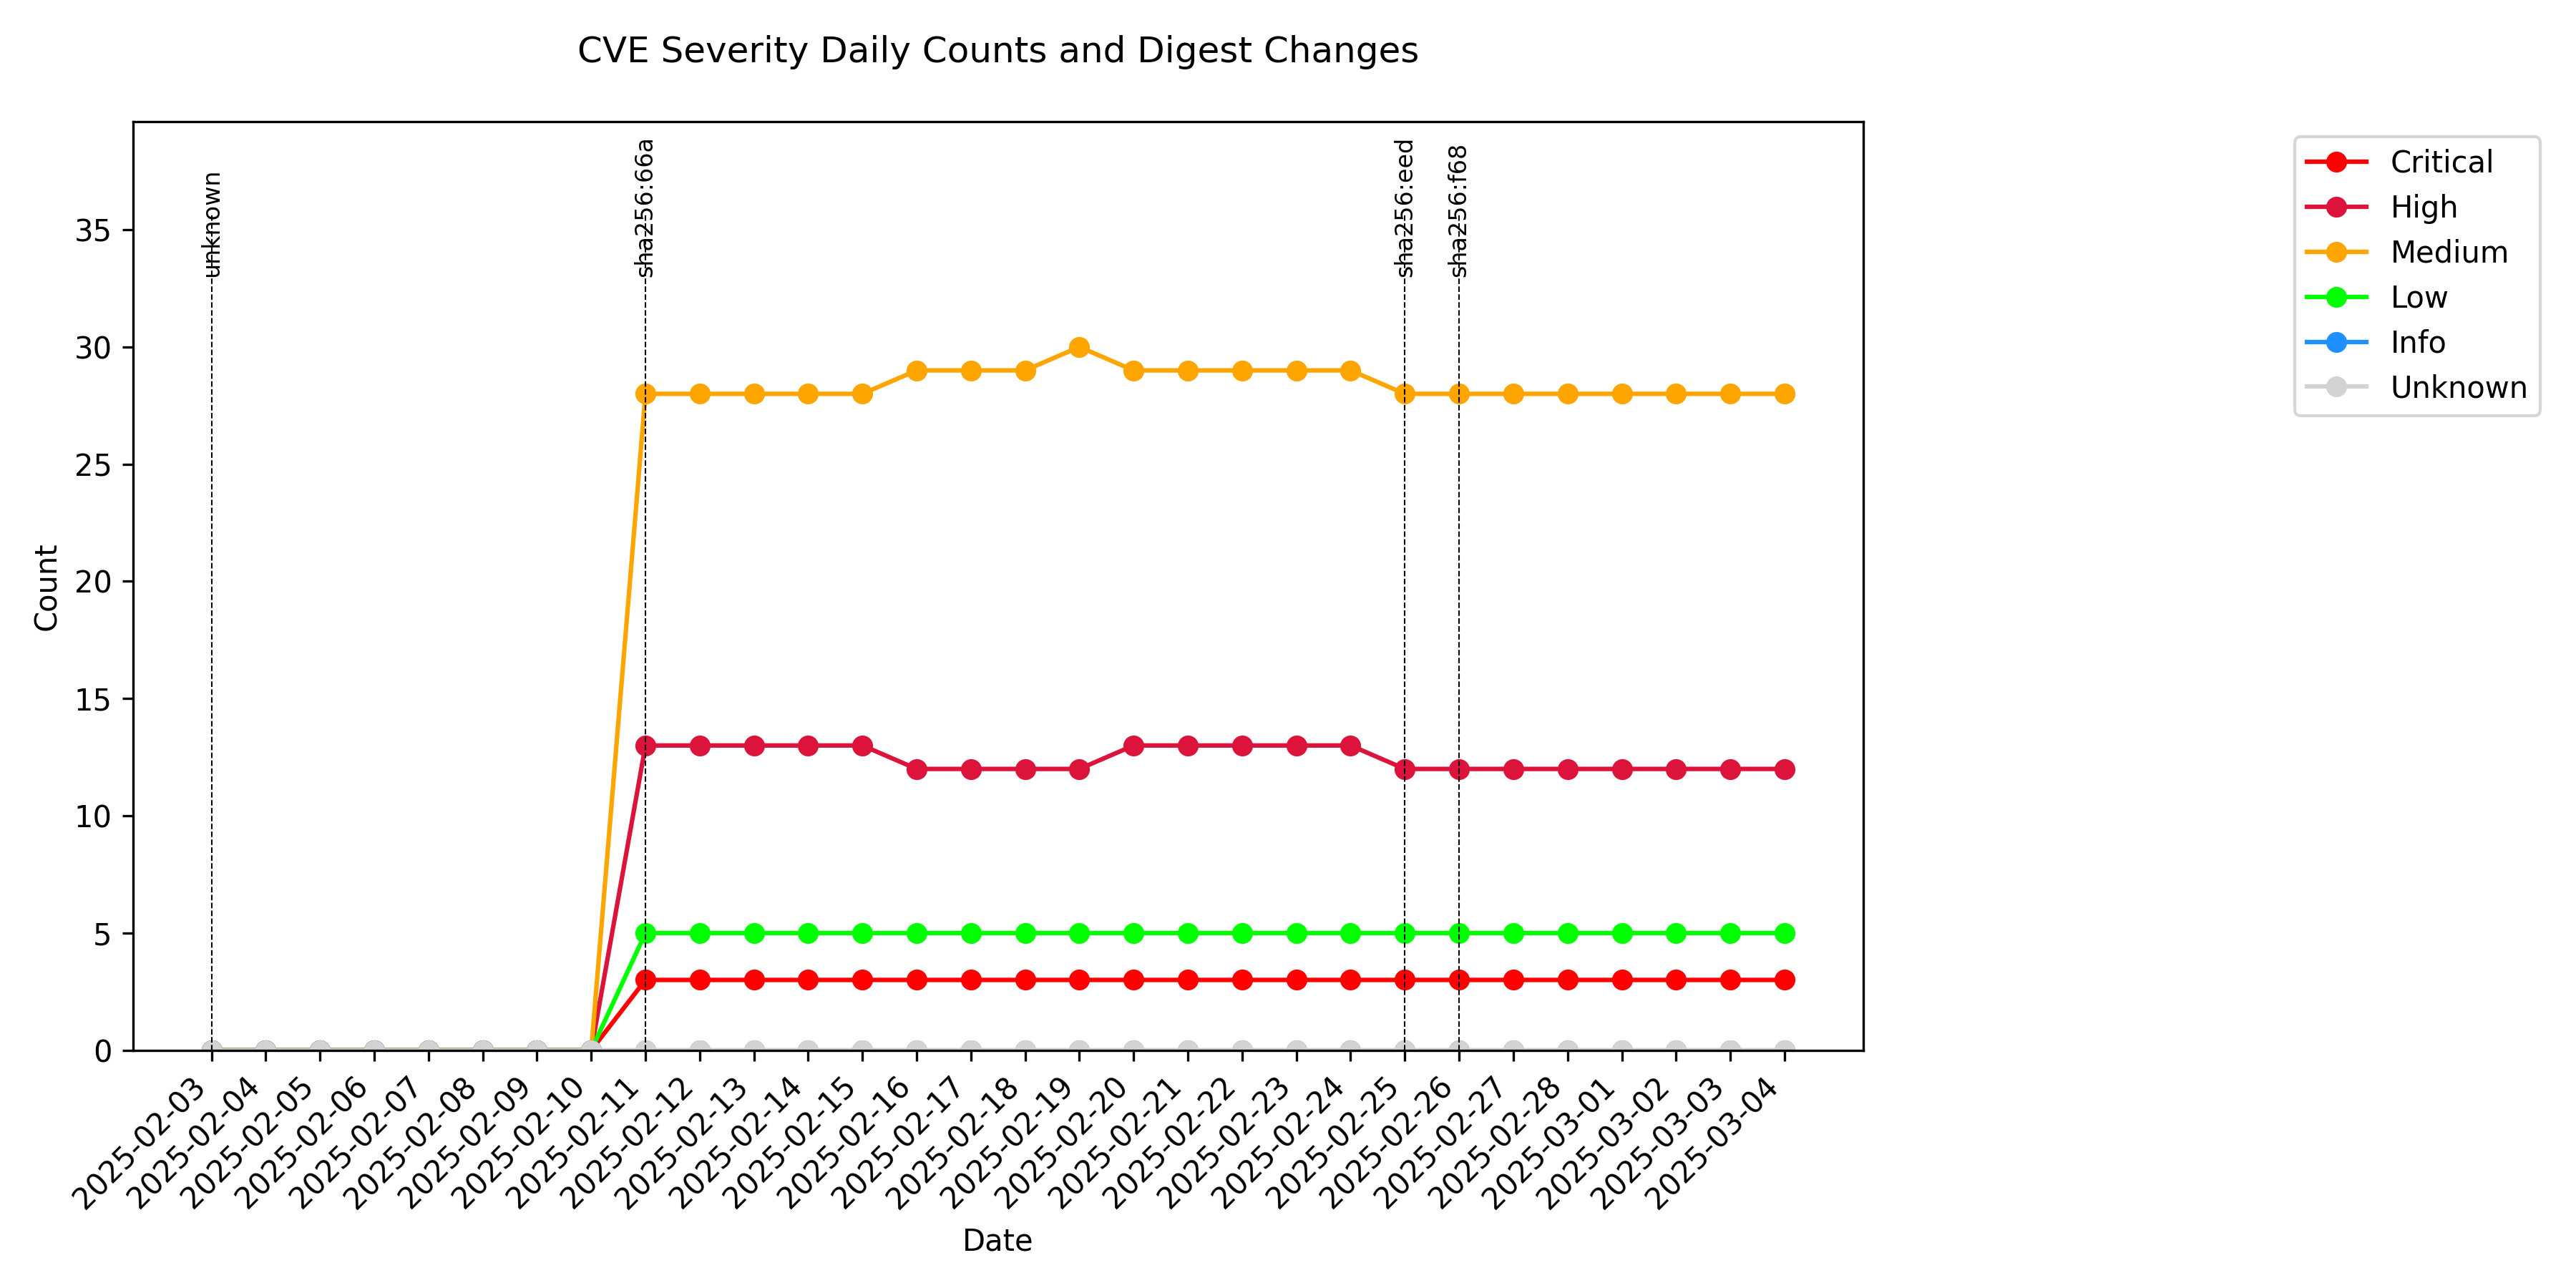 CVE Severity Daily Counts and Digest Changes
unknown
sha256:66a
sha256:eed
sha256:f68
Critical
High
Medium
Low
Info
Unknown
Count
35
30
25
20
15
10
5
0
2025-02-03
2025-02-04
2025-02-05
2025-02-06
2025-02-07
2025-02-08
2025-02-09
2025-02-10
2025-02-11
2025-02-12
2025-02-13
2025-02-14
2025-02-15
2025-02-16
2025-02-17
2025-02-18
2025-02-19
2025-02-20
2025-02-21
2025-02-22
2025-02-23
2025-02-24
2025-02-25
2025-02-26
2025-02-27
2025-02-28
2025-03-01
2025-03-02
2025-03-03
2025-03-04
Date